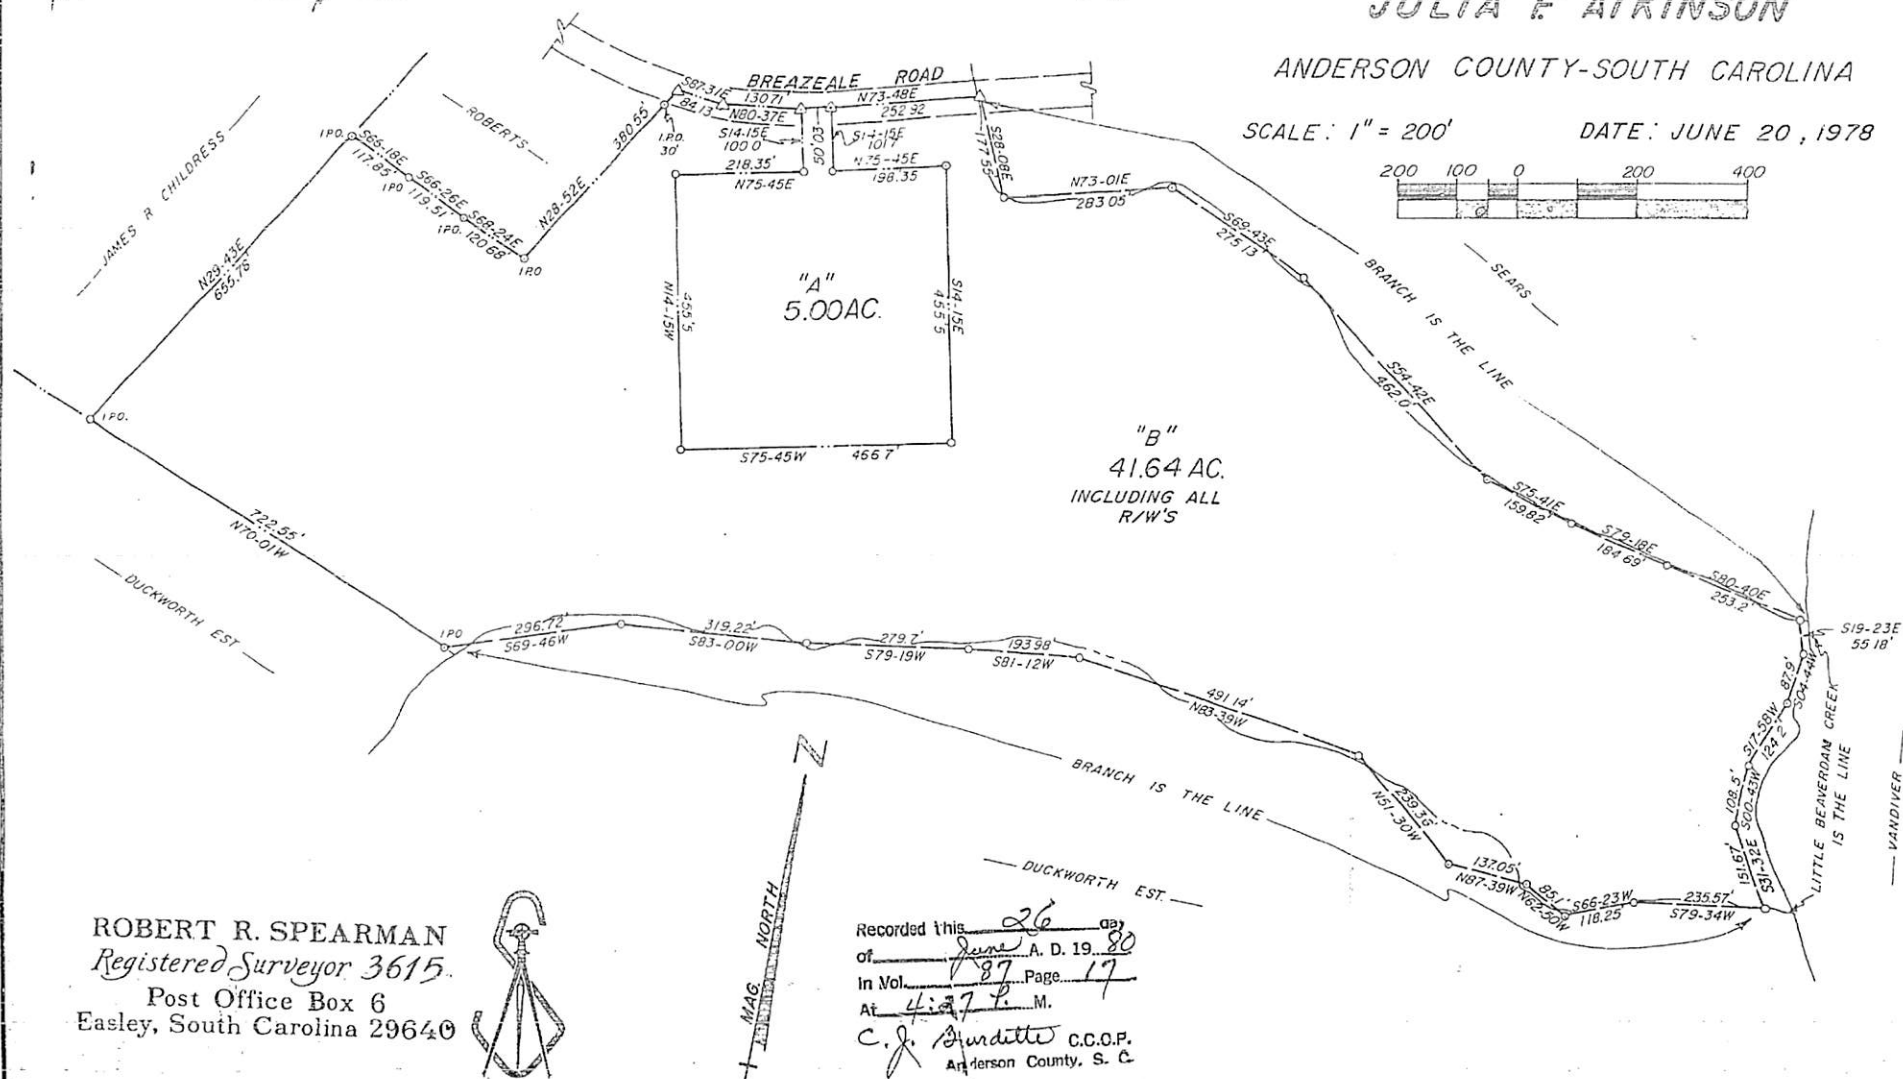 JULIA F. ATKINSON
ANDERSON COUNTY-SOUTH CAROLINA
SCALE: 1" = 200' DATE: JUNE 20, 1978
200 100 0 200 400
BREAZEALE ROAD
S87-31E
84.13'
130.71'
N80-37E
N73-48E
252.92
I.P.O.
30'
S14-15E
100.0'
50.03'
S14-15E
101.7'
218.35'
N75-45E
N75-45E
198.35
N14-15W
455.5
S14-15E
455.5
S75-45W 466.7'
"A"
5.00 AC.
"B"
41.64 AC.
INCLUDING ALL
R/W'S
JAMES R CHILDRESS
ROBERTS
I.P.O.
S66-18E
117.85'
I.P.O.
S66-26E
119.51'
I.P.O.
S68-24E
120.68'
I.P.O
N28-52E
380.55'
N29-43E
655.78'
I.P.O.
722.55'
N70-01W
DUCKWORTH EST
I.P.O
S28-08E
177.55'
N73-01E
283.05'
S69-43E
275.13'
S54-42E
462.0'
S75-41E
159.82'
S79-18E
184.69'
S80-40E
253.2'
BRANCH IS THE LINE
SEARS
S19-23E
55.18'
87.9'
S04-44W
S17-58W
124.2'
108.5'
S00-43W
151.67'
S31-32E
LITTLE BEAVERDAM CREEK
IS THE LINE
VANDIVER
296.72'
S69-46W
319.22'
S83-00W
279.7'
S79-19W
193.98'
S81-12W
491.14'
N83-39W
239.36'
N51-30W
137.05'
N87-39W
85.1'
N62-50W
S66-23W
118.25
235.57'
S79-34W
BRANCH IS THE LINE
DUCKWORTH EST.
N
MAG. NORTH
ROBERT R. SPEARMAN
Registered Surveyor 3615
Post Office Box 6
Easley, South Carolina 29640
Recorded this 26 day
of June A. D. 19 80
In Vol. 87 Page 17
At 4:27 P. M.
C. J. Burdette C.C.C.P.
Anderson County, S. C.